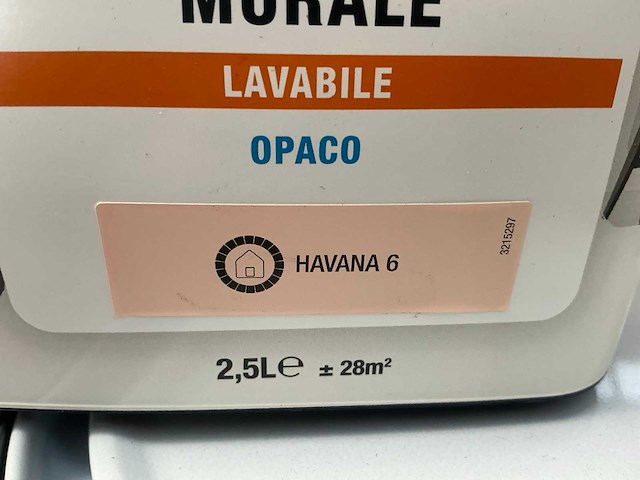 MURALE
LAVABILE
OPACO
HAVANA 6
3215297
2,5L℮ ± 28m²